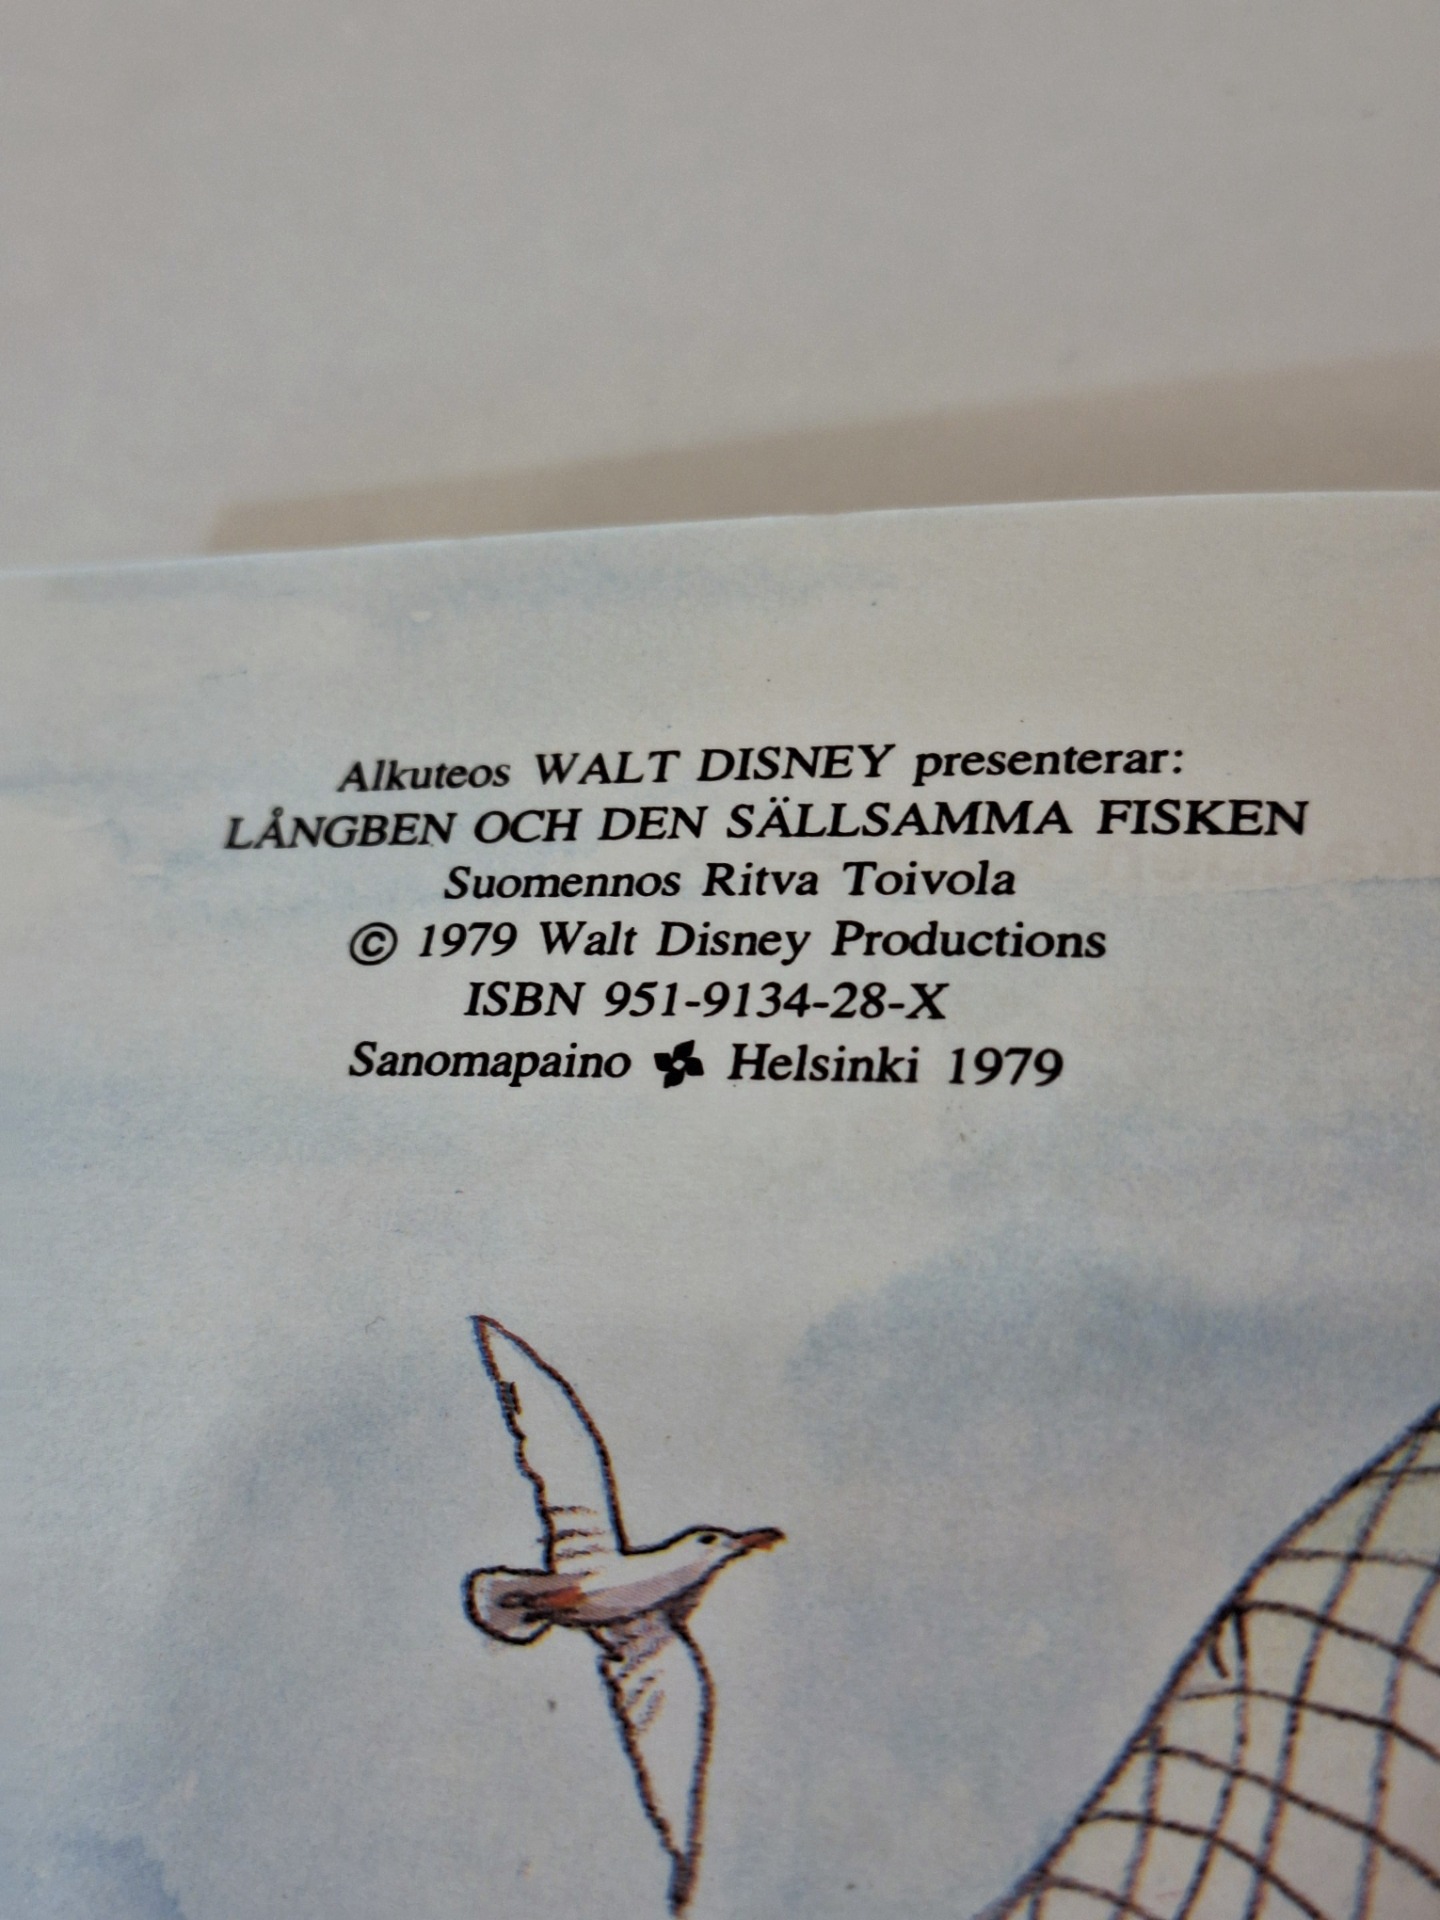 Alkuteos WALT DISNEY presenterar:
LÅNGBEN OCH DEN SÄLLSAMMA FISKEN
Suomennos Ritva Toivola
© 1979 Walt Disney Productions
ISBN 951-9134-28-X
Sanomapaino Helsinki 1979